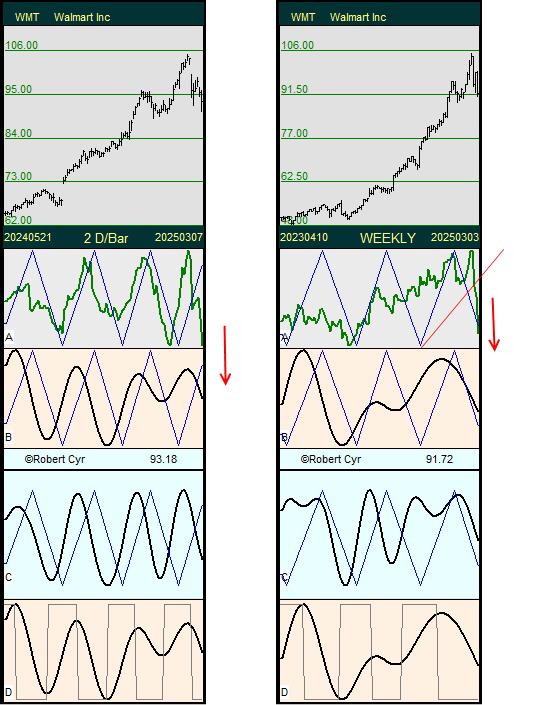 WMT Walmart Inc
106.00
95.00
84.00
73.00
62.00
20240521 2 D/Bar 20250307
A
B
©Robert Cyr 93.18
C
D
WMT Walmart Inc
106.00
91.50
77.00
62.50
48.00
20230410 WEEKLY 20250303
A
B
©Robert Cyr 91.72
C
D